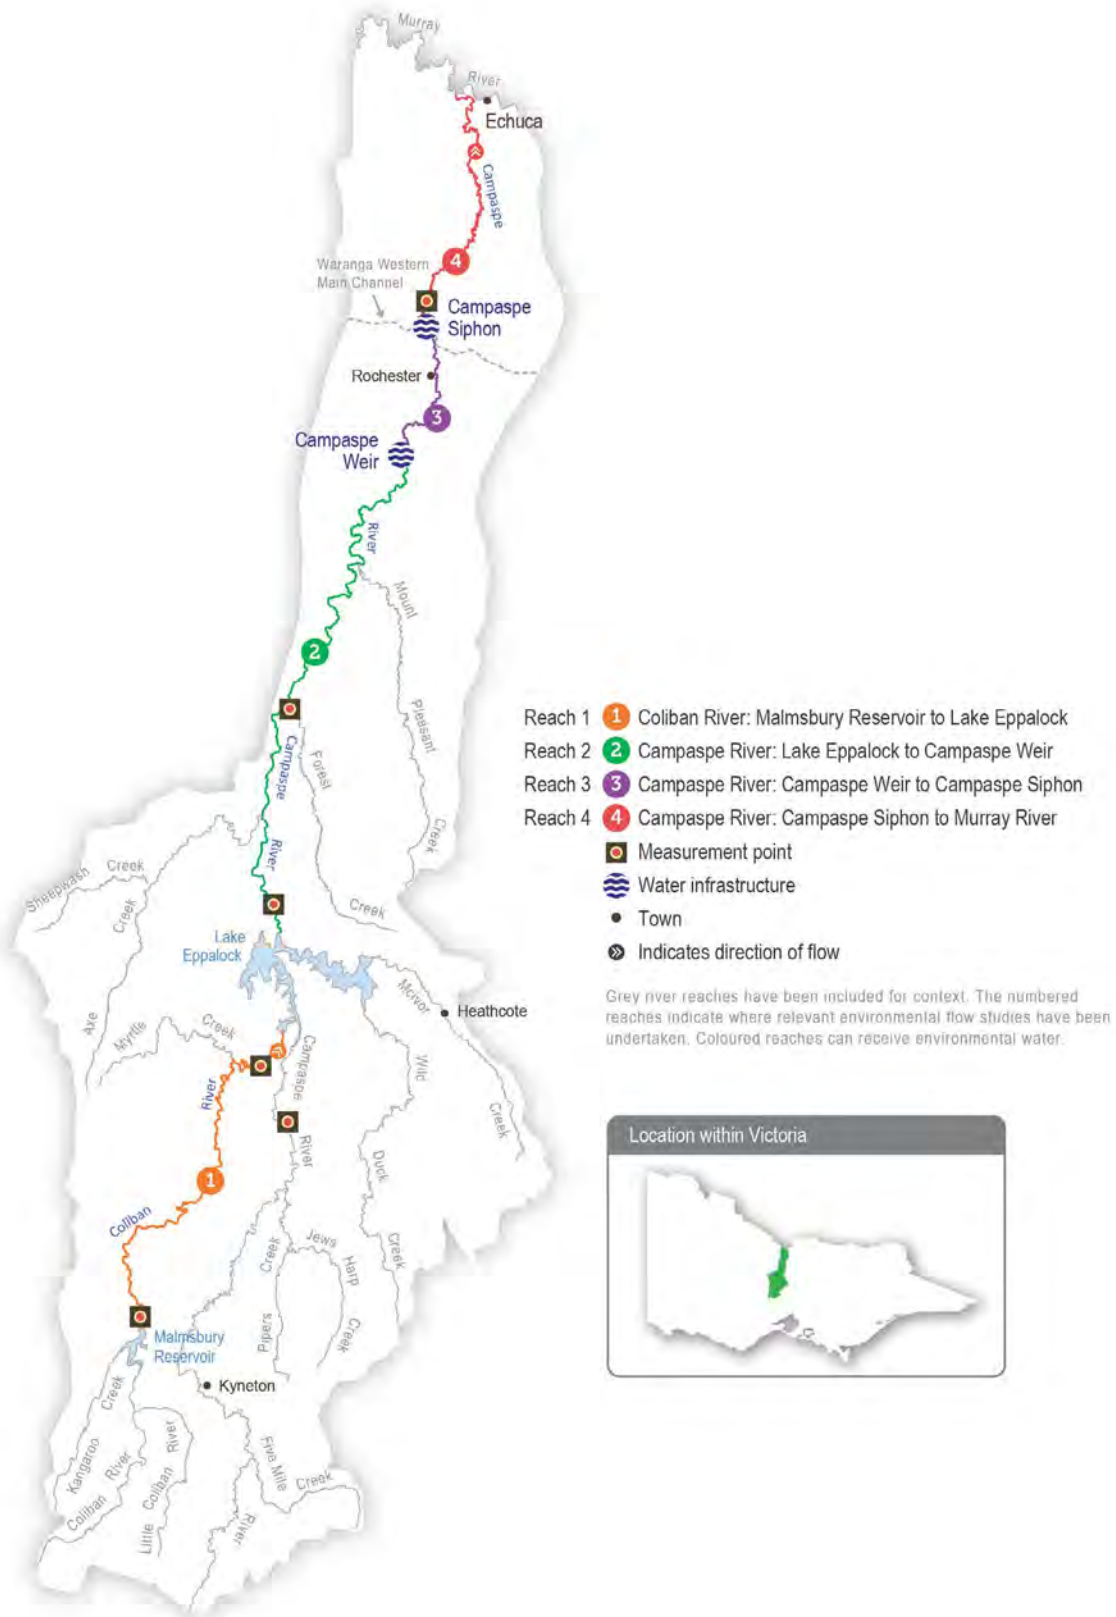 Murray
River
Echuca
Campaspe
4
Waranga Western
Main Channel
Campaspe
Siphon
Rochester
3
Campaspe
Weir
River
Mount
2
Pleasant
Campaspe
Forest
River
Creek
Sheepwash Creek
Creek
Creek
Lake
Eppalock
McIvor
Heathcote
Axe
Myrtle
Creek
Campaspe
Wild
River
Creek
River
Duck
1
Coliban
Jews
Creek
Harp
Creek
Pipers
Creek
Malmsbury
Reservoir
Kyneton
Creek
Kangaroo
River
River
Five Mile
Creek
Coliban
Coliban
Little
River
Reach 1 1 Coliban River: Malmsbury Reservoir to Lake Eppalock
Reach 2 2 Campaspe River: Lake Eppalock to Campaspe Weir
Reach 3 3 Campaspe River: Campaspe Weir to Campaspe Siphon
Reach 4 4 Campaspe River: Campaspe Siphon to Murray River
Measurement point
Water infrastructure
Town
Indicates direction of flow
Grey river reaches have been included for context. The numbered
reaches indicate where relevant environmental flow studies have been
undertaken. Coloured reaches can receive environmental water.
Location within Victoria